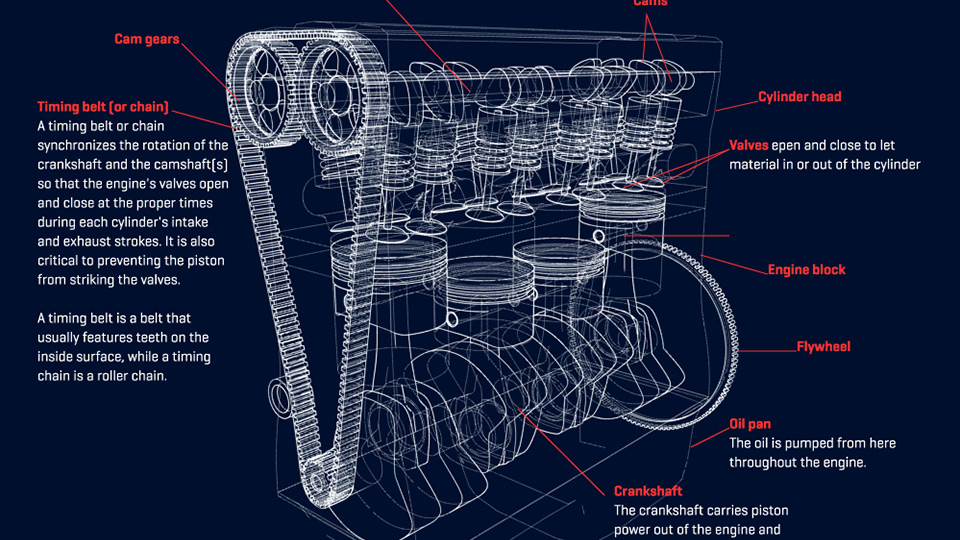 Cams
Cam gears
Timing belt (or chain)
A timing belt or chain
synchronizes the rotation of the
crankshaft and the camshaft(s)
so that the engine's valves open
and close at the proper times
during each cylinder's intake
and exhaust strokes. It is also
critical to preventing the piston
from striking the valves.
A timing belt is a belt that
usually features teeth on the
inside surface, while a timing
chain is a roller chain.
Cylinder head
Valves open and close to let
material in or out of the cylinder
Engine block
Flywheel
Oil pan
The oil is pumped from here
throughout the engine.
Crankshaft
The crankshaft carries piston
power out of the engine and